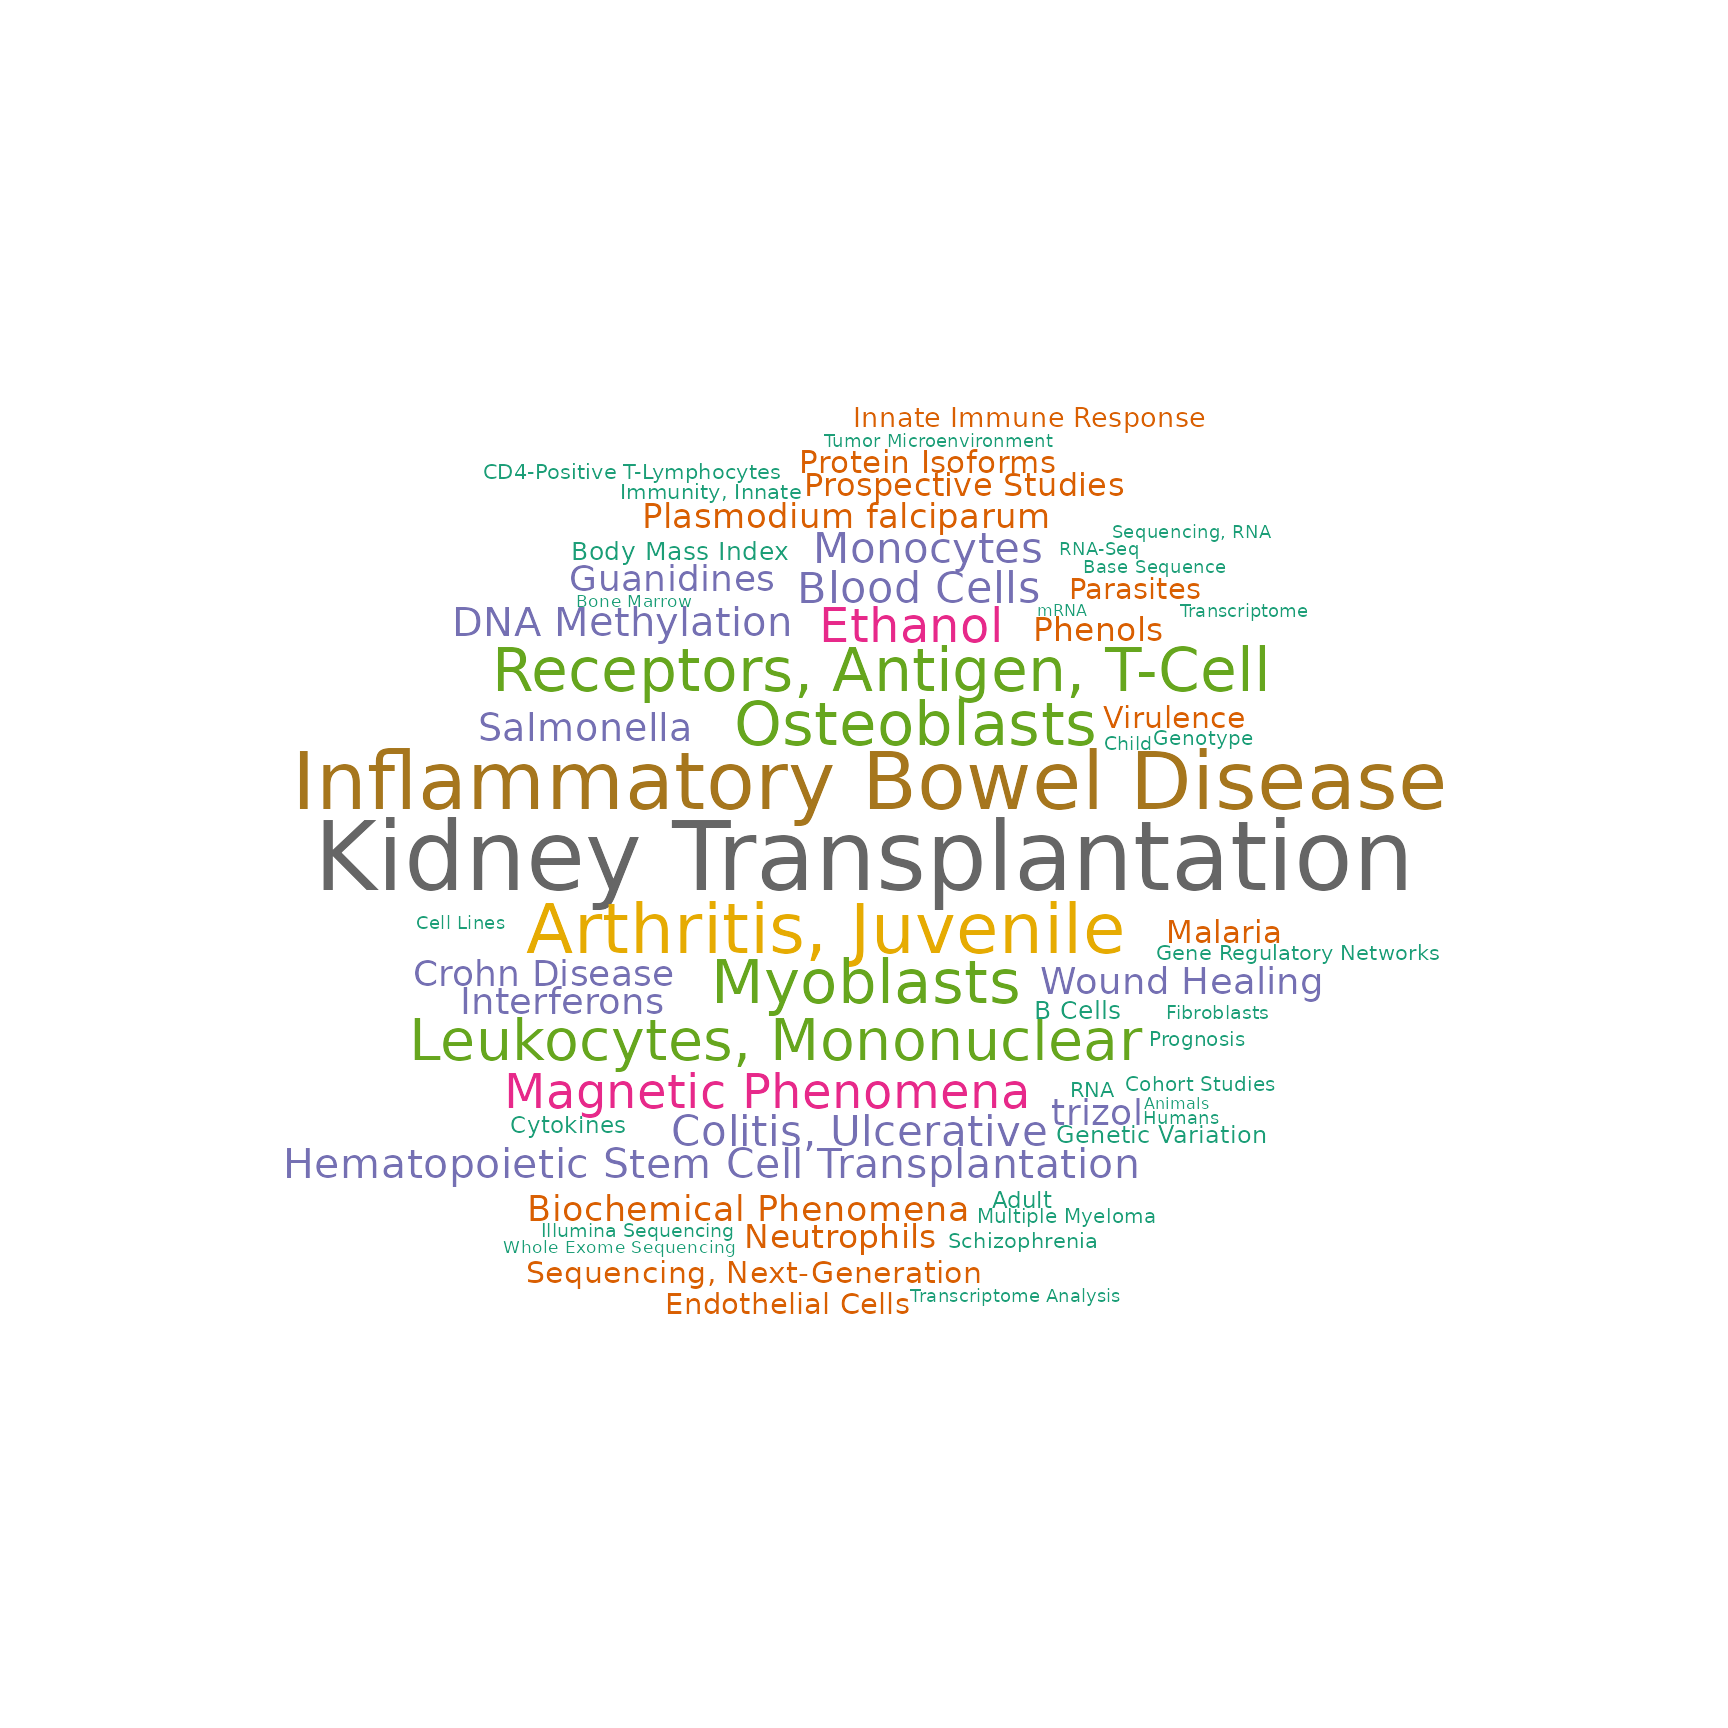 Innate Immune Response
Tumor Microenvironment
Protein Isoforms
CD4-Positive T-Lymphocytes
Immunity, Innate
Prospective Studies
Plasmodium falciparum
Sequencing, RNA
Body Mass Index
Monocytes
RNA-Seq
Base Sequence
Guanidines
Blood Cells
Parasites
Bone Marrow
mRNA
Transcriptome
DNA Methylation
Ethanol
Phenols
Receptors, Antigen, T-Cell
Salmonella
Osteoblasts
Virulence
Child
Genotype
Inflammatory Bowel Disease
Kidney Transplantation
Cell Lines
Arthritis, Juvenile
Malaria
Gene Regulatory Networks
Crohn Disease
Myoblasts
Wound Healing
Interferons
B Cells
Fibroblasts
Leukocytes, Mononuclear
Prognosis
Magnetic Phenomena
RNA
Cohort Studies
trizol
Animals
Humans
Cytokines
Colitis, Ulcerative
Genetic Variation
Hematopoietic Stem Cell Transplantation
Biochemical Phenomena
Adult
Multiple Myeloma
Illumina Sequencing
Neutrophils
Schizophrenia
Whole Exome Sequencing
Sequencing, Next-Generation
Endothelial Cells
Transcriptome Analysis